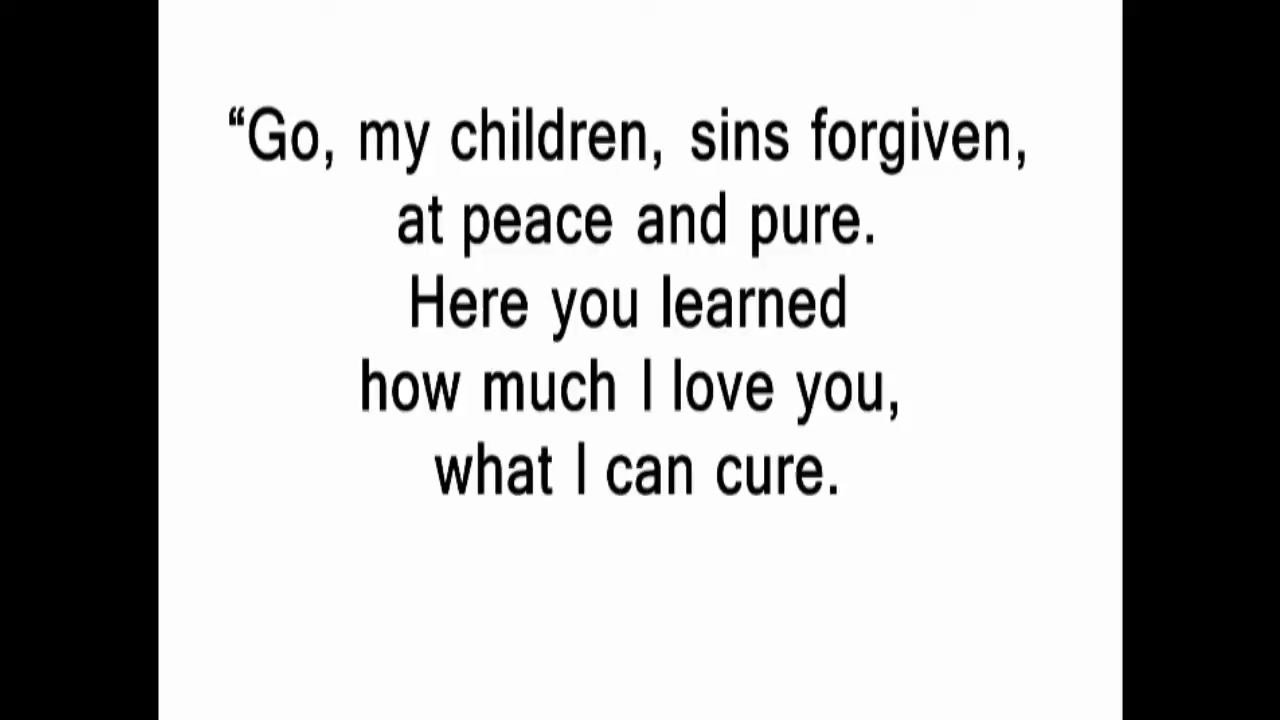 “Go, my children, sins forgiven,
at peace and pure.
Here you learned
how much I love you,
what I can cure.